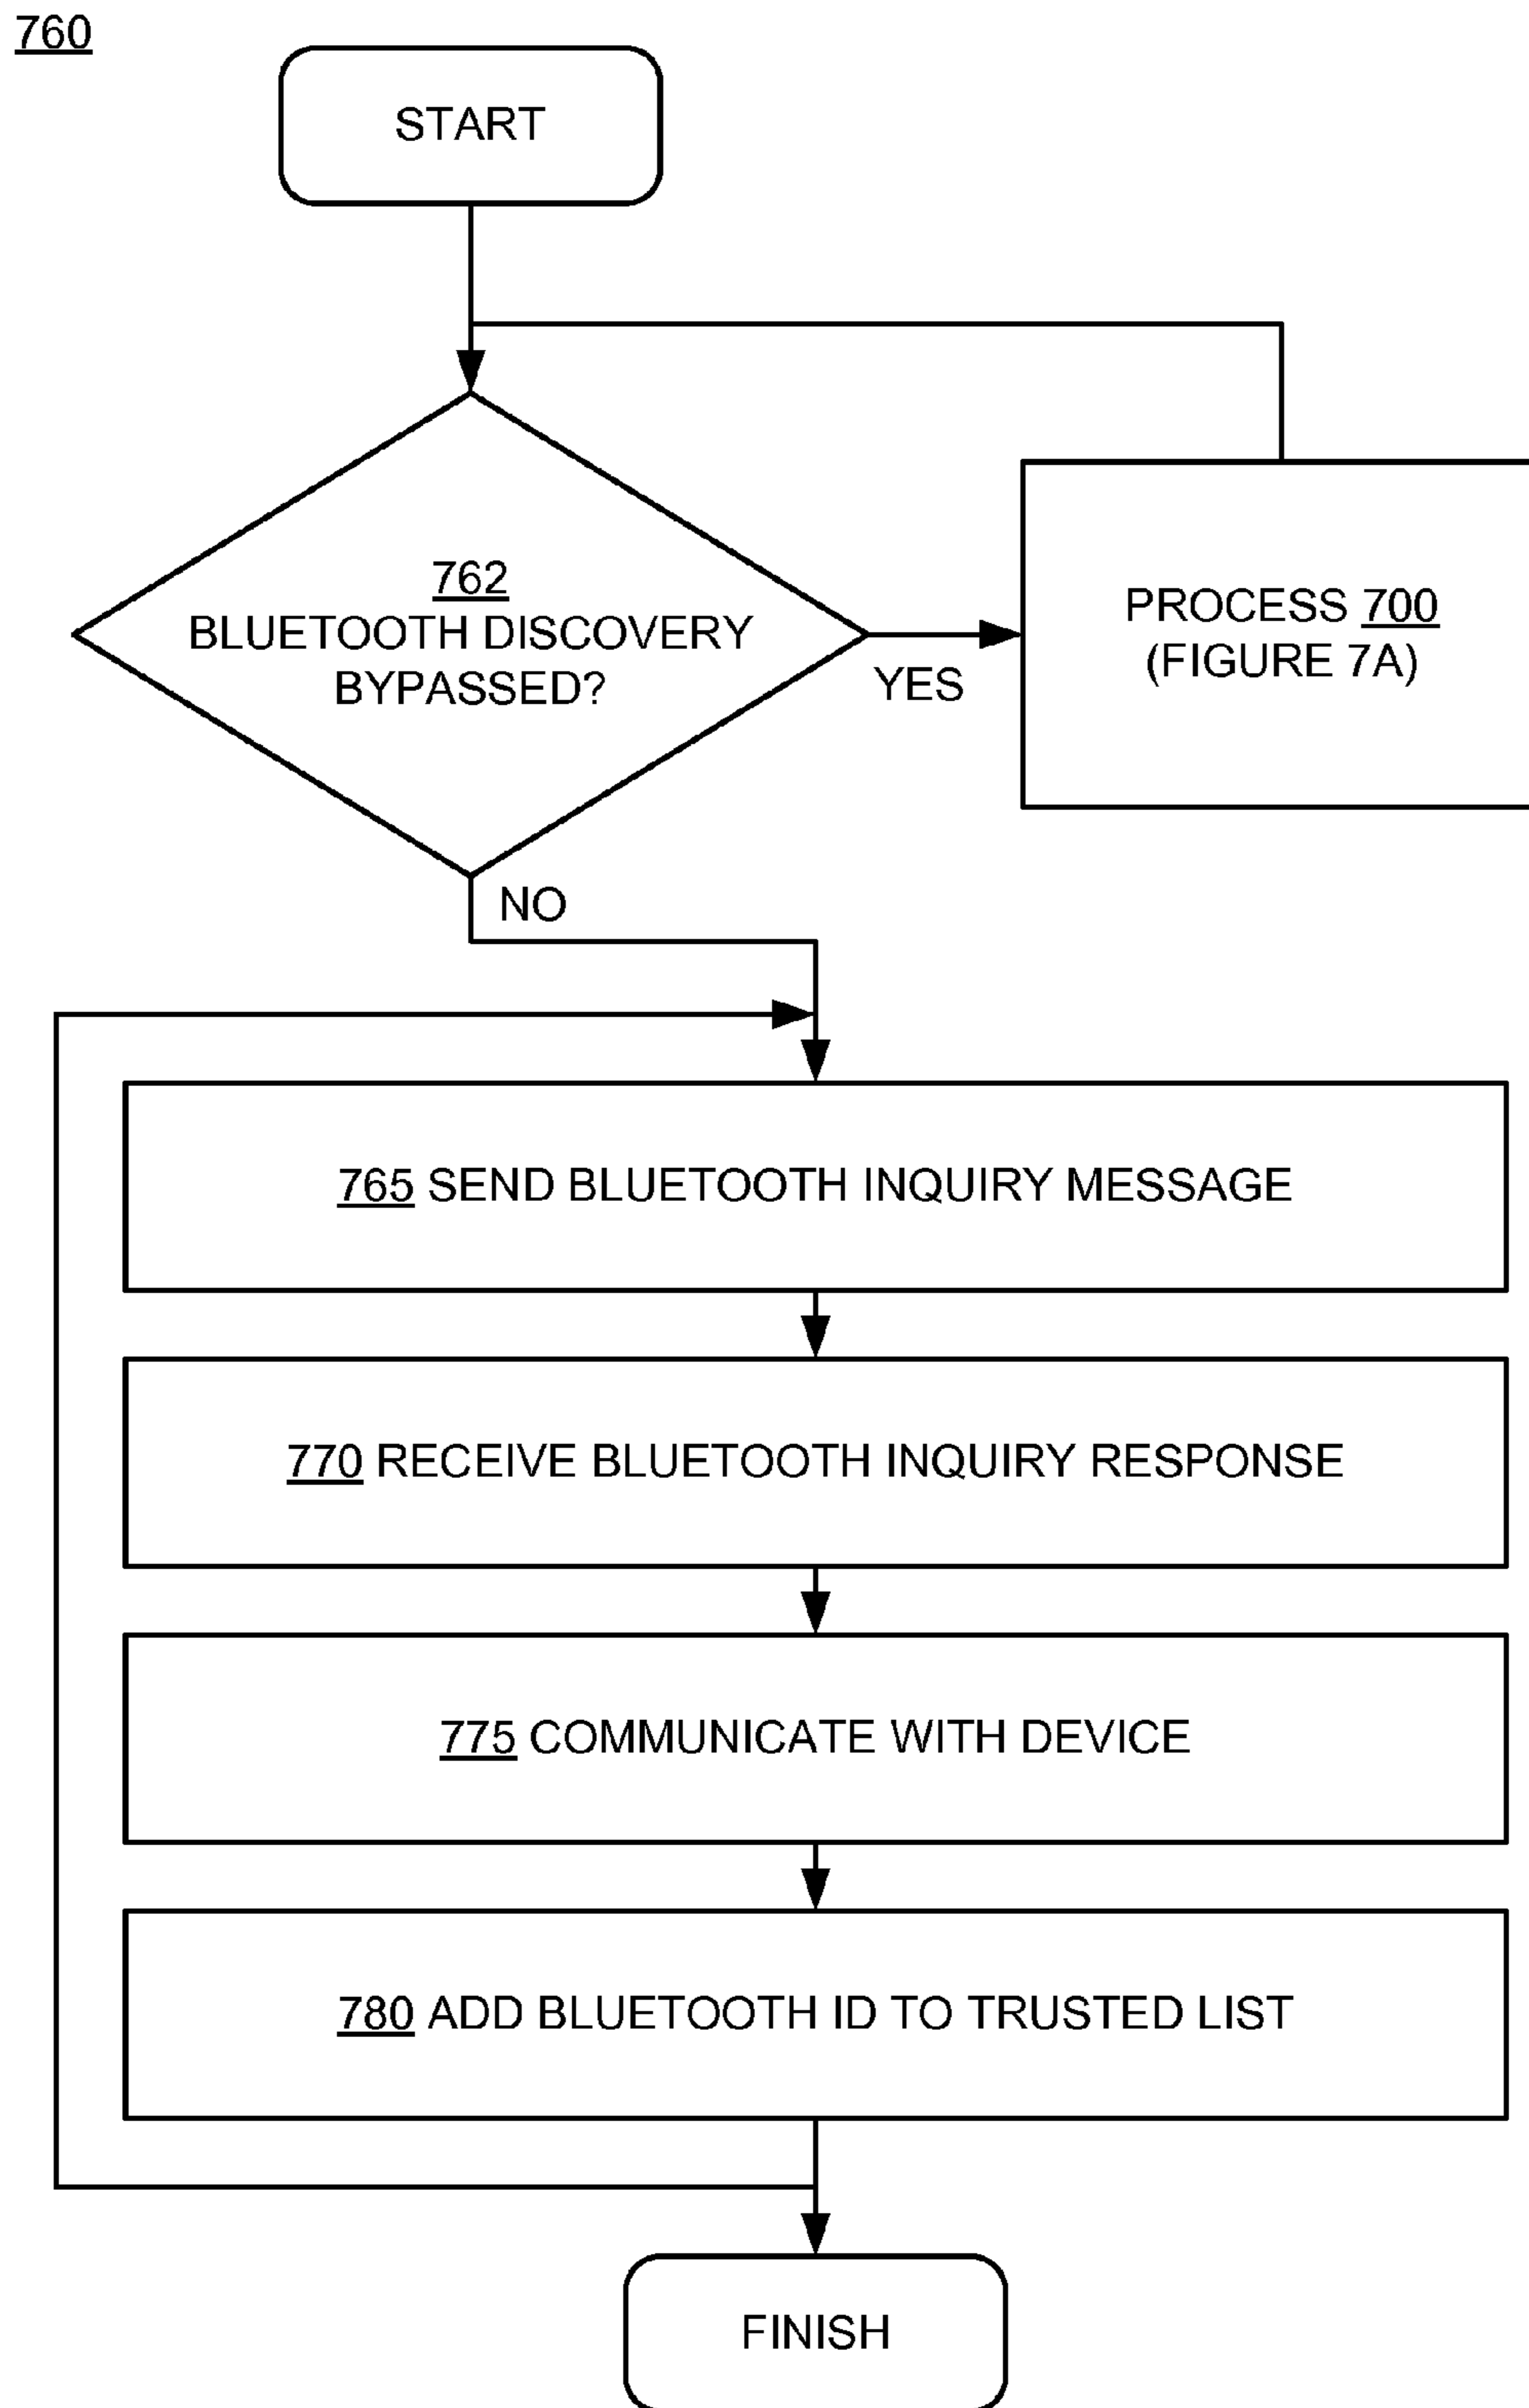 760
START
762
BLUETOOTH DISCOVERY
BYPASSED?
YES
PROCESS 700
(FIGURE 7A)
NO
765 SEND BLUETOOTH INQUIRY MESSAGE
770 RECEIVE BLUETOOTH INQUIRY RESPONSE
775 COMMUNICATE WITH DEVICE
780 ADD BLUETOOTH ID TO TRUSTED LIST
FINISH